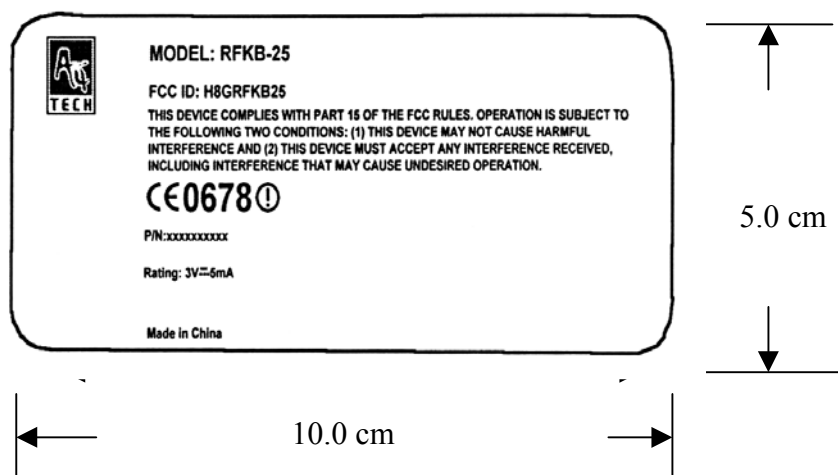 A4
TECH
MODEL: RFKB-25
FCC ID: H8GRFKB25
THIS DEVICE COMPLIES WITH PART 15 OF THE FCC RULES. OPERATION IS SUBJECT TO
THE FOLLOWING TWO CONDITIONS: (1) THIS DEVICE MAY NOT CAUSE HARMFUL
INTERFERENCE AND (2) THIS DEVICE MUST ACCEPT ANY INTERFERENCE RECEIVED,
INCLUDING INTERFERENCE THAT MAY CAUSE UNDESIRED OPERATION.
CE0678!
P/N:xxxxxxxxxx
Rating: 3V⎓5mA
Made in China
5.0 cm
10.0 cm